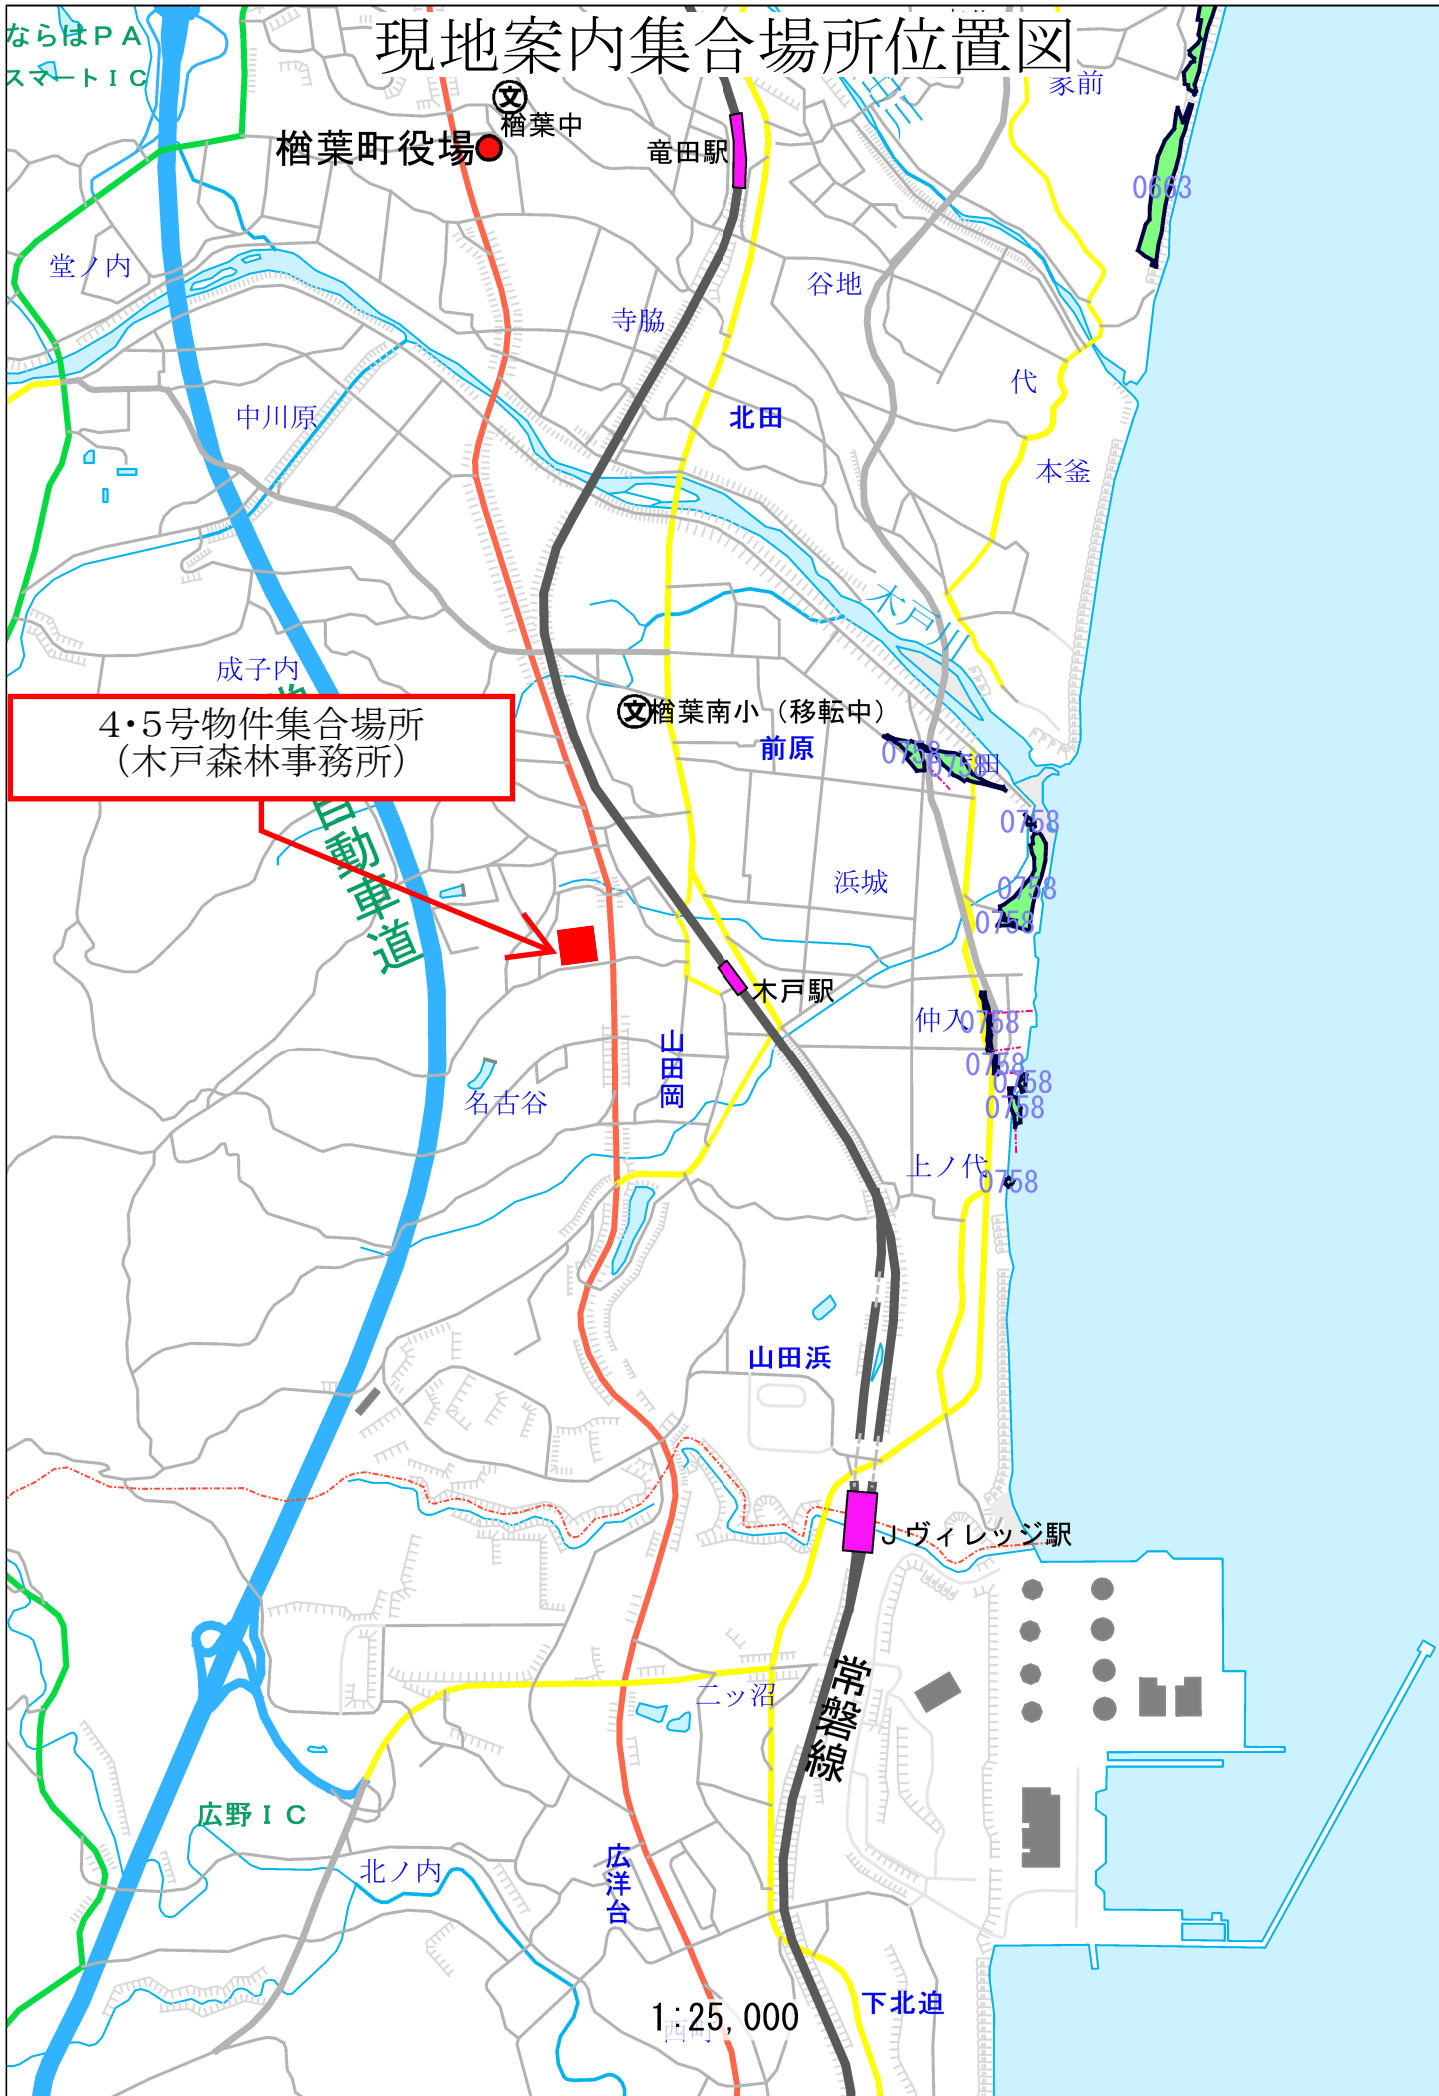 現地案内集合場所位置図
ならはＰＡ
スマートＩＣ
家前
楢葉中
楢葉町役場
竜田駅
0663
堂ノ内
谷地
寺脇
代
中川原
北田
本釜
木戸川
成子内
4・5号物件集合場所
（木戸森林事務所）
楢葉南小（移転中）
前原
0758
0758
田
自動車道
0758
浜城
0758
0758
木戸駅
仲入
0758
山田岡
0758
0758
名古谷
0758
上ノ代
0758
山田浜
Ｊヴィレッジ駅
常磐線
二ッ沼
広野ＩＣ
北ノ内
広洋台
下北迫
1:25,000
西町